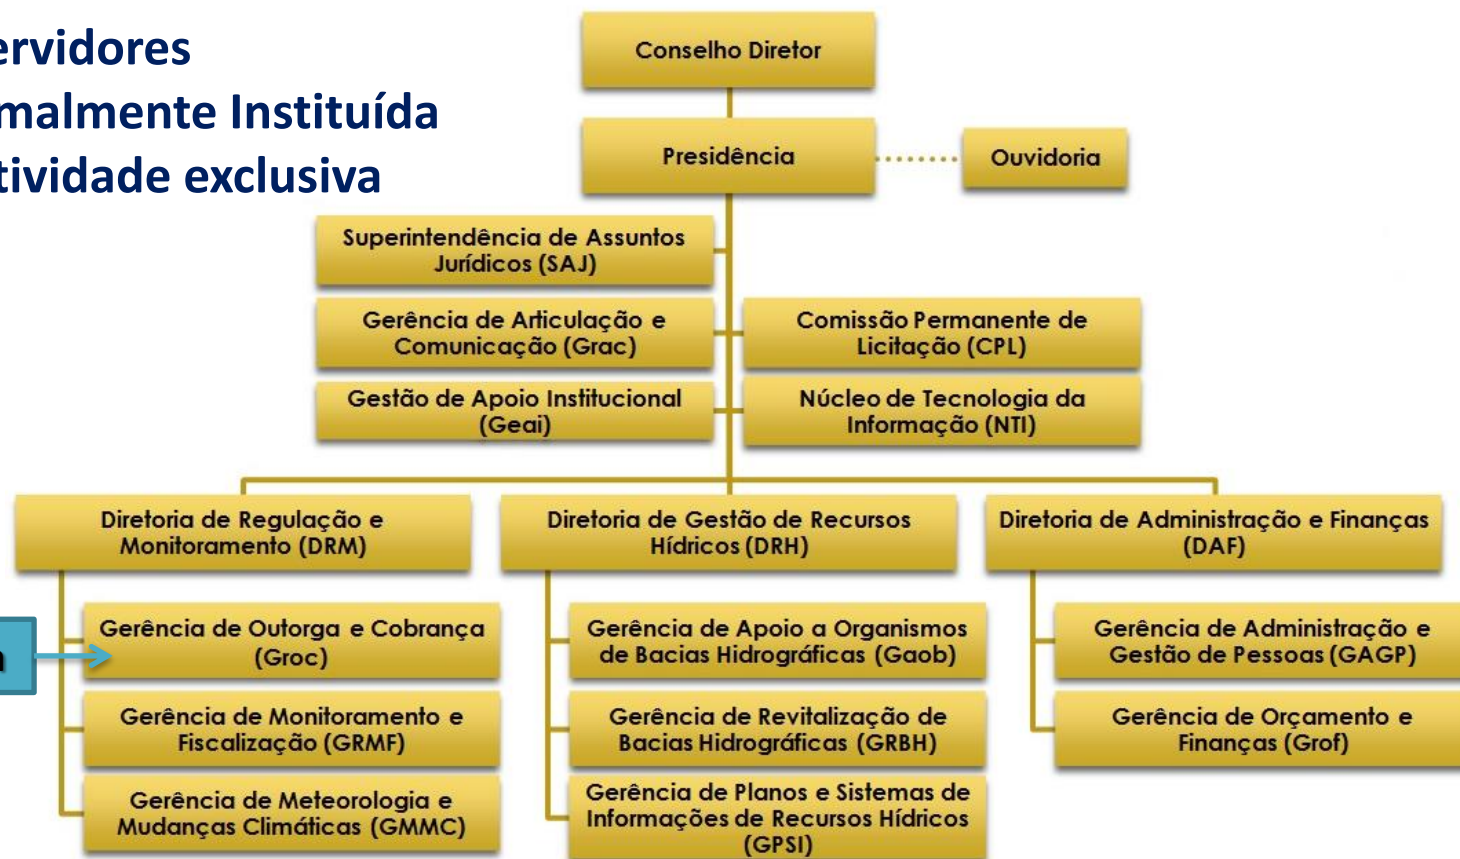 ervidores
malmente Instituída
tividade exclusiva
Conselho Diretor
Presidência
Ouvidoria
Superintendência de Assuntos
Jurídicos (SAJ)
Gerência de Articulação e
Comunicação (Grac)
Comissão Permanente de
Licitação (CPL)
Gestão de Apoio Institucional
(Geai)
Núcleo de Tecnologia da
Informação (NTI)
Diretoria de Regulação e
Monitoramento (DRM)
Diretoria de Gestão de Recursos
Hídricos (DRH)
Diretoria de Administração e Finanças
(DAF)
Gerência de Outorga e Cobrança
(Groc)
Gerência de Apoio a Organismos
de Bacias Hidrográficas (Gaob)
Gerência de Administração e
Gestão de Pessoas (GAGP)
Gerência de Monitoramento e
Fiscalização (GRMF)
Gerência de Revitalização de
Bacias Hidrográficas (GRBH)
Gerência de Orçamento e
Finanças (Grof)
Gerência de Meteorologia e
Mudanças Climáticas (GMMC)
Gerência de Planos e Sistemas de
Informações de Recursos Hídricos
(GPSI)